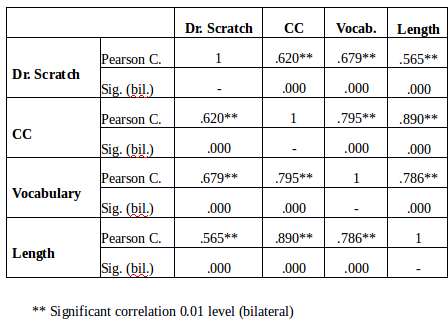 Dr. Scratch CC Vocab. Length
Dr. Scratch Pearson C. 1 .620** .679** .565**
Sig. (bil.) - .000 .000 .000
CC Pearson C. .620** 1 .795** .890**
Sig. (bil.) .000 - .000 .000
Vocabulary Pearson C. .679** .795** 1 .786**
Sig. (bil.) .000 .000 - .000
Length Pearson C. .565** .890** .786** 1
Sig. (bil.) .000 .000 .000 -
** Significant correlation 0.01 level (bilateral)